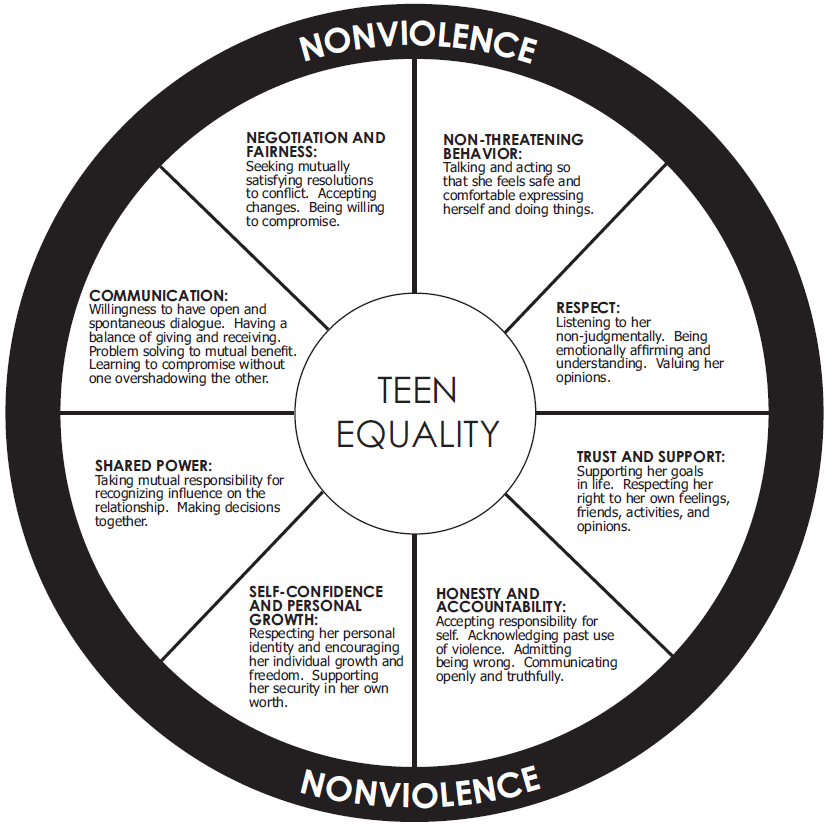 NONVIOLENCE
NEGOTIATION AND
FAIRNESS:
Seeking mutually
satisfying resolutions
to conflict.  Accepting
changes.  Being willing
to compromise.
NON-THREATENING
BEHAVIOR:
Talking and acting so
that she feels safe and
comfortable expressing
herself and doing things.
COMMUNICATION:
Willingness to have open and
spontaneous dialogue.  Having a
balance of giving and receiving.
Problem solving to mutual benefit.
Learning to compromise without
one overshadowing the other.
RESPECT:
Listening to her
non-judgmentally.  Being
emotionally affirming and
understanding.  Valuing her
opinions.
TEEN
EQUALITY
SHARED POWER:
Taking mutual responsibility for
recognizing influence on the
relationship.  Making decisions
together.
TRUST AND SUPPORT:
Supporting her goals
in life.  Respecting her
right to her own feelings,
friends, activities, and
opinions.
SELF-CONFIDENCE
AND PERSONAL
GROWTH:
Respecting her personal
identity and encouraging
her individual growth and
freedom.  Supporting
her security in her own
worth.
HONESTY AND
ACCOUNTABILITY:
Accepting responsibility for
self.  Acknowledging past use
of violence.  Admitting
being wrong.  Communicating
openly and truthfully.
NONVIOLENCE